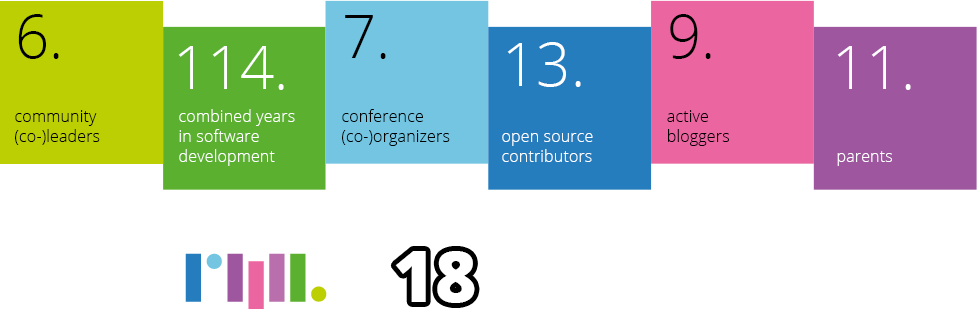 6.
community
(co-)leaders
114.
combined years
in software
development
7.
conference
(co-)organizers
13.
open source
contributors
9.
active
bloggers
11.
parents
18